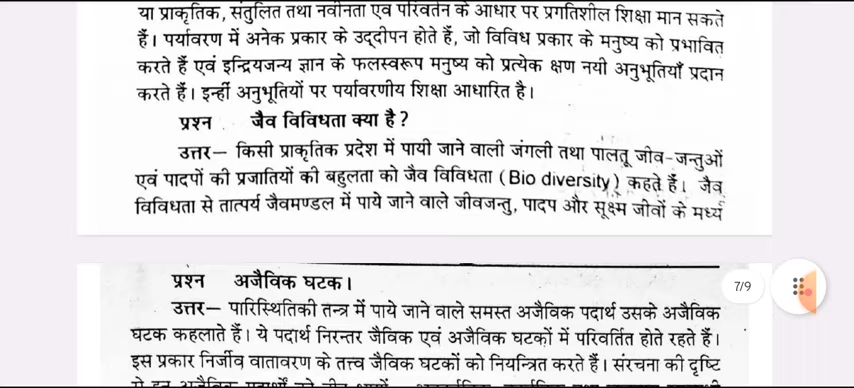 या प्राकृतिक, संतुलित तथा नवीनता एवं परिवर्तन के आधार पर प्रगतिशील शिक्षा मान सकते
हैं। पर्यावरण में अनेक प्रकार के उद्दीपन होते हैं, जो विविध प्रकार के मनुष्य को प्रभावित
करते हैं एवं इन्द्रियजन्य ज्ञान के फलस्वरूप मनुष्य को प्रत्येक क्षण नयी अनुभूतियाँ प्रदान
करते हैं। इन्हीं अनुभूतियों पर पर्यावरणीय शिक्षा आधारित है।
प्रश्न जैव विविधता क्या है?
उत्तर— किसी प्राकृतिक प्रदेश में पायी जाने वाली जंगली तथा पालतू जीव-जन्तुओं
एवं पादपों की प्रजातियों की बहुलता को जैव विविधता (Bio diversity) कहते हैं। जैव
विविधता से तात्पर्य जैवमण्डल में पाये जाने वाले जीवजन्तु, पादप और सूक्ष्म जीवों के मध्य
प्रश्न अजैविक घटक।
7/9
उत्तर— पारिस्थितिकी तन्त्र में पाये जाने वाले समस्त अजैविक पदार्थ उसके अजैविक
घटक कहलाते हैं। ये पदार्थ निरन्तर जैविक एवं अजैविक घटकों में परिवर्तित होते रहते हैं।
इस प्रकार निर्जीव वातावरण के तत्त्व जैविक घटकों को नियन्त्रित करते हैं। संरचना की दृष्टि